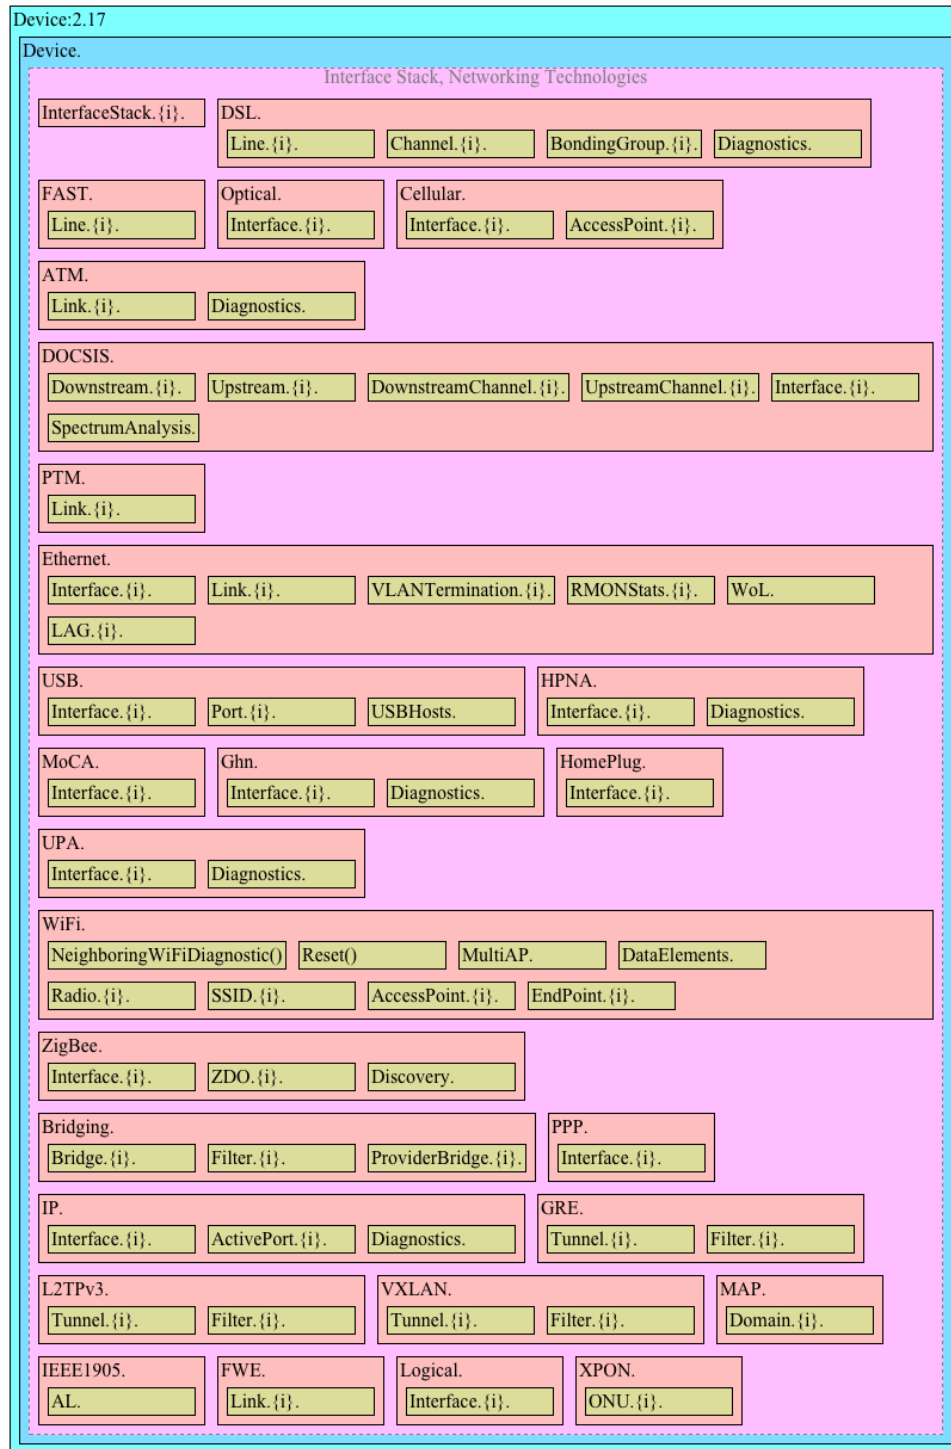 Device:2.17
Device.
Interface Stack, Networking Technologies
InterfaceStack.{i}.
DSL.
Line.{i}. Channel.{i}. BondingGroup.{i}. Diagnostics.
FAST. Optical. Cellular.
Line.{i}. Interface.{i}. Interface.{i}. AccessPoint.{i}.
ATM.
Link.{i}. Diagnostics.
DOCSIS.
Downstream.{i}. Upstream.{i}. DownstreamChannel.{i}. UpstreamChannel.{i}. Interface.{i}.
SpectrumAnalysis.
PTM.
Link.{i}.
Ethernet.
Interface.{i}. Link.{i}. VLANTermination.{i}. RMONStats.{i}. WoL.
LAG.{i}.
USB. HPNA.
Interface.{i}. Port.{i}. USBHosts. Interface.{i}. Diagnostics.
MoCA. Ghn. HomePlug.
Interface.{i}. Interface.{i}. Diagnostics. Interface.{i}.
UPA.
Interface.{i}. Diagnostics.
WiFi.
NeighboringWiFiDiagnostic() Reset() MultiAP. DataElements.
Radio.{i}. SSID.{i}. AccessPoint.{i}. EndPoint.{i}.
ZigBee.
Interface.{i}. ZDO.{i}. Discovery.
Bridging. PPP.
Bridge.{i}. Filter.{i}. ProviderBridge.{i}. Interface.{i}.
IP. GRE.
Interface.{i}. ActivePort.{i}. Diagnostics. Tunnel.{i}. Filter.{i}.
L2TPv3. VXLAN. MAP.
Tunnel.{i}. Filter.{i}. Tunnel.{i}. Filter.{i}. Domain.{i}.
IEEE1905. FWE. Logical. XPON.
AL. Link.{i}. Interface.{i}. ONU.{i}.